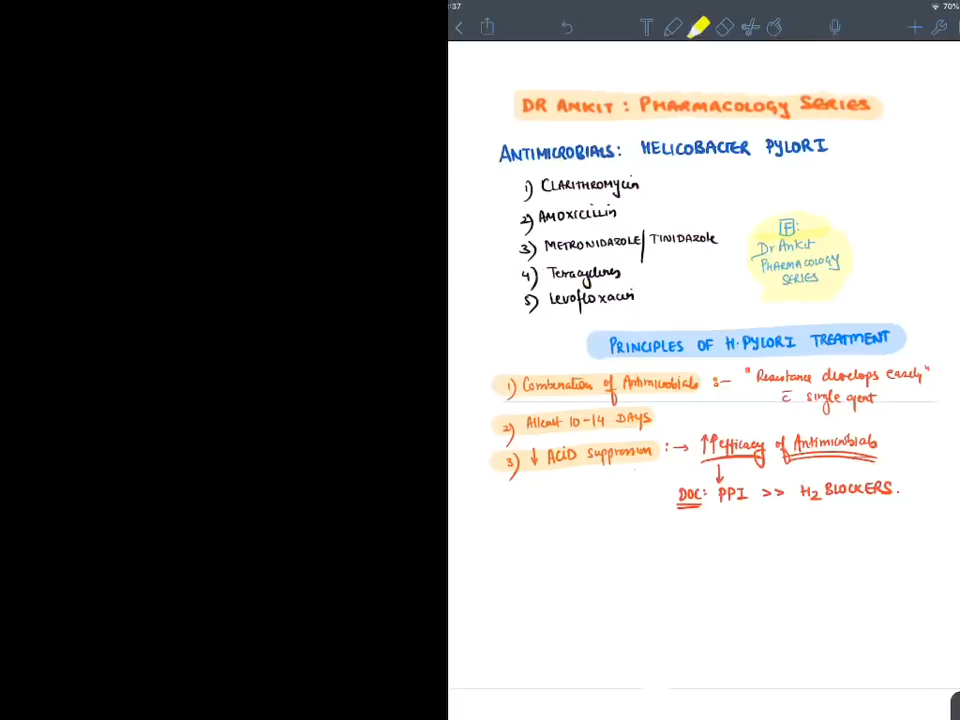 :37
70%
DR ANKIT : PHARMACOLOGY SERIES
ANTIMICROBIALS: HELICOBACTER PYLORI
1) CLARITHROMycin
2) AMOXICillin
3) METRONIDAZOLE/TINIDAZOLE
4) Tetracyclines
5) Levofloxacin
F:
Dr Ankit
PHARMACOLOGY
SERIES
PRINCIPLES OF H.PYLORI TREATMENT
1) Combination of Antimicrobials :- "Resistance develops easily"
c̄ single agent
2) Atleast 10-14 DAYS
3) ↓ ACID Suppression :→ ↑↑ efficacy of Antimicrobials
↓
DOC: PPI >> H2 BLOCKERS.